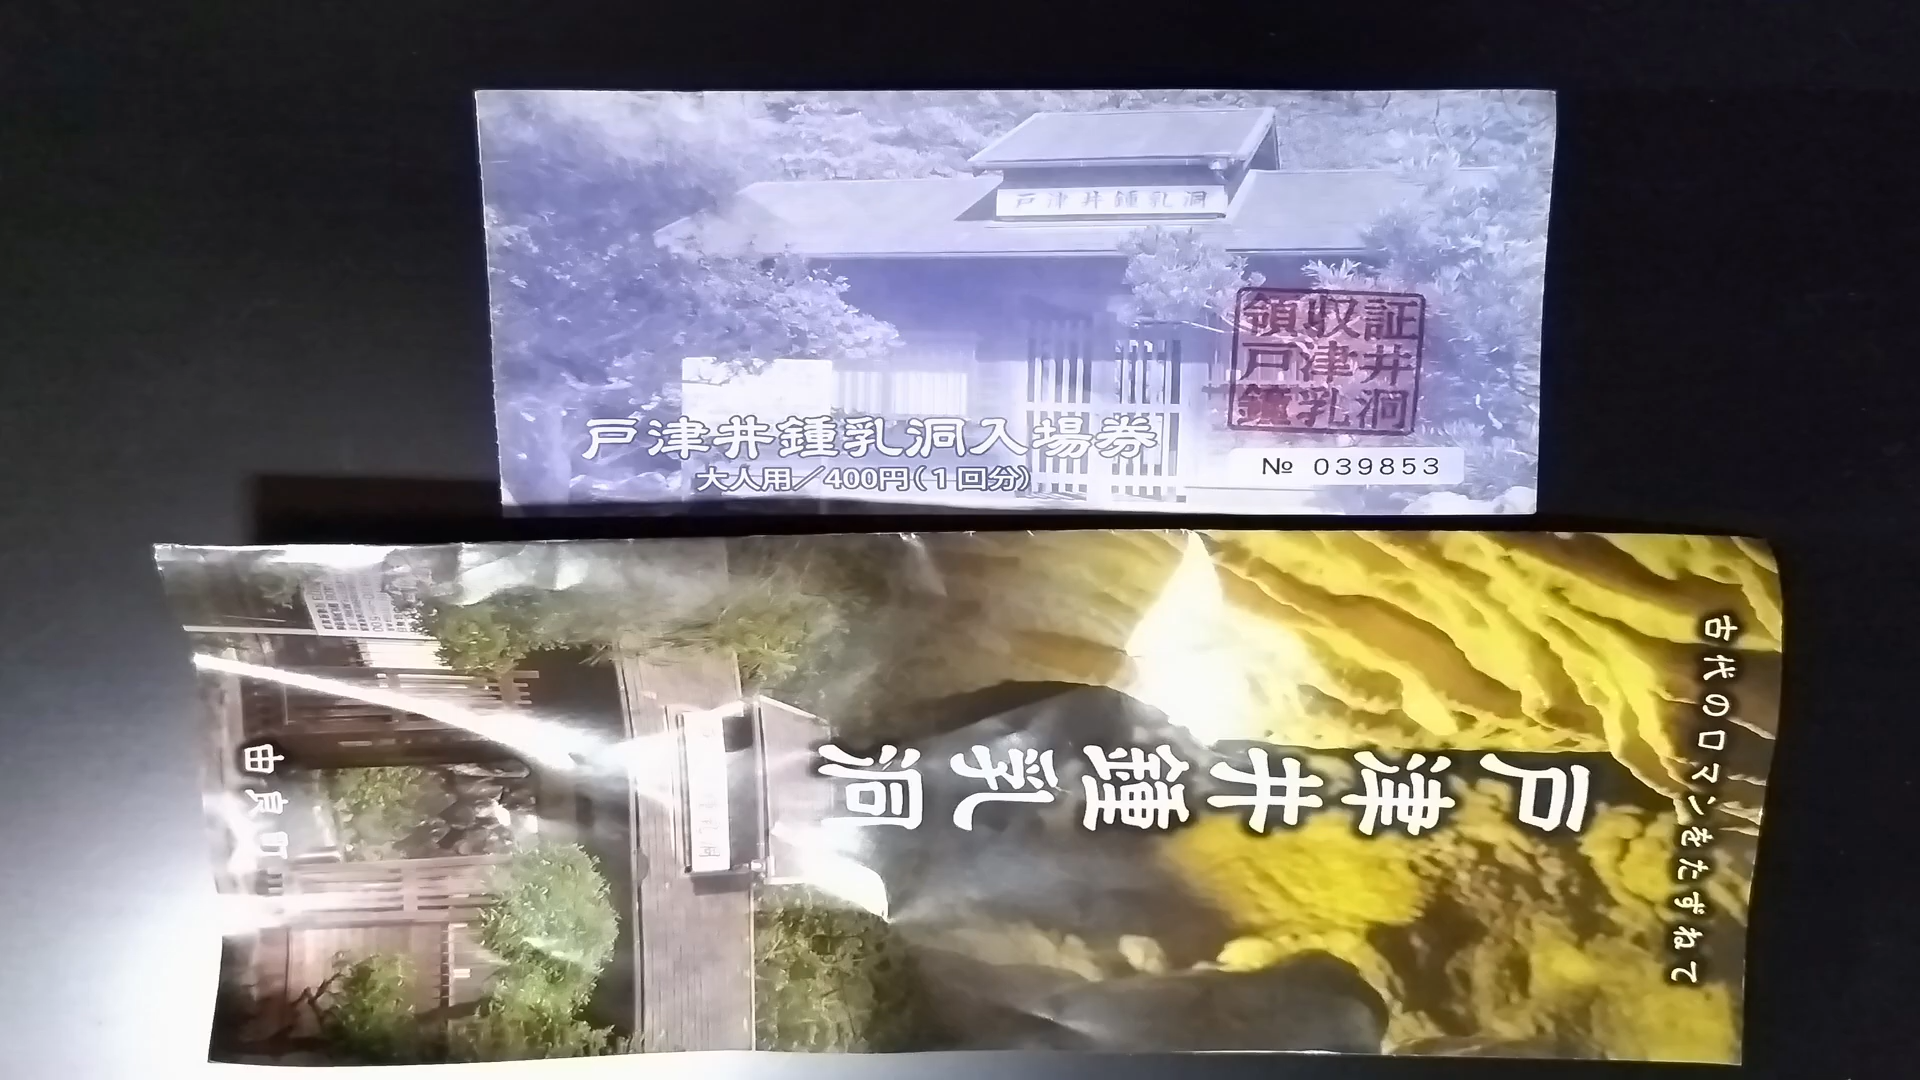 戸津井鍾乳洞
領収証
戸津井
鍾乳洞
戸津井鍾乳洞入場券
大人用／400円(1回分)
№ 039853
古代のロマンをたずねて
戸津井鍾乳洞
由良町